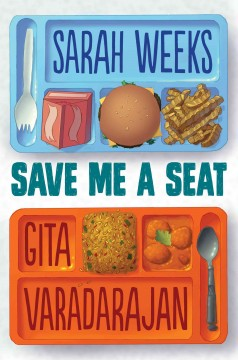 SARAH WEEKS
SAVE ME A SEAT
GITA
VARADARAJAN